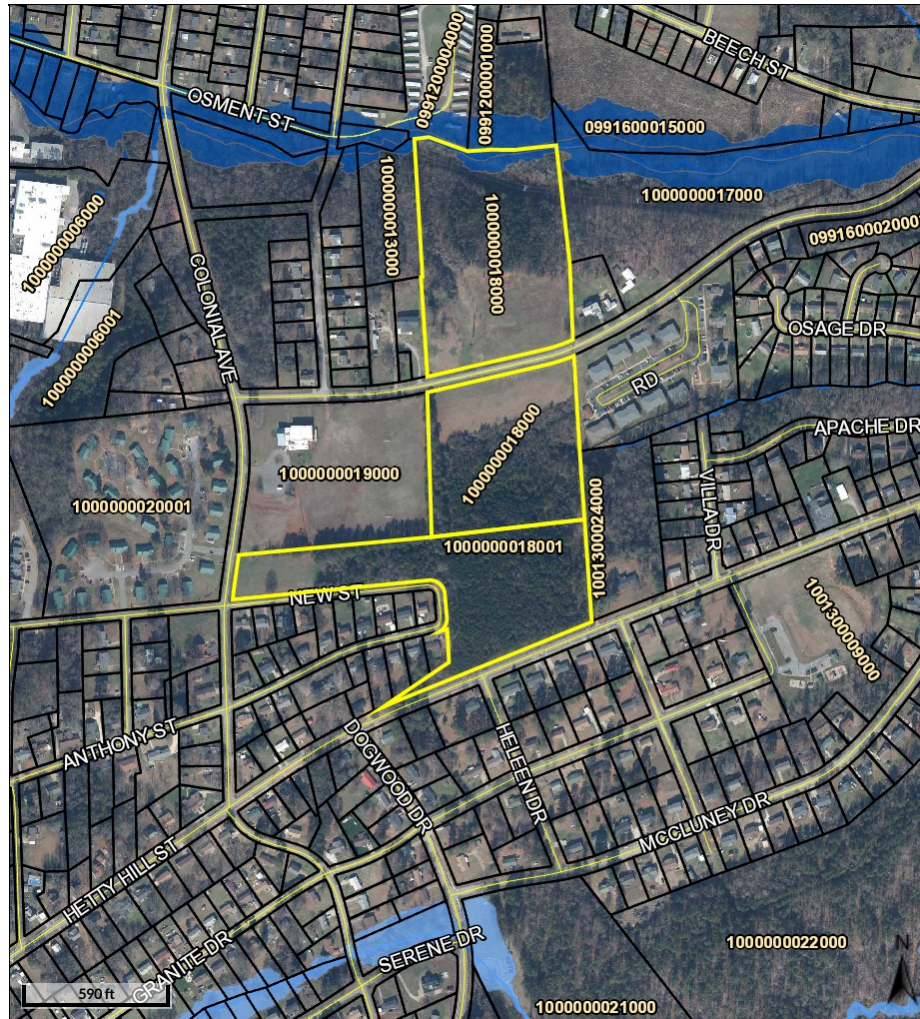 BEECH ST
0991200004000
0991200001000
OSMENT ST
0991600015000
1000000013000
1000000017000
1000000006000
1000000018000
0991600020000
COLONIAL AVE
OSAGE DR
1000000006001
RD
APACHE DR
1000000019000
1000000018000
VILLA DR
1000000020001
1001300024000
1000000018001
NEW ST
1001300009000
ANTHONY ST
DOGWOOD DR
HELEEN DR
MCCLUNEY DR
HETTY HILL ST
GRANITE DR
SERENE DR
1000000022000
N
590 ft
1000000021000